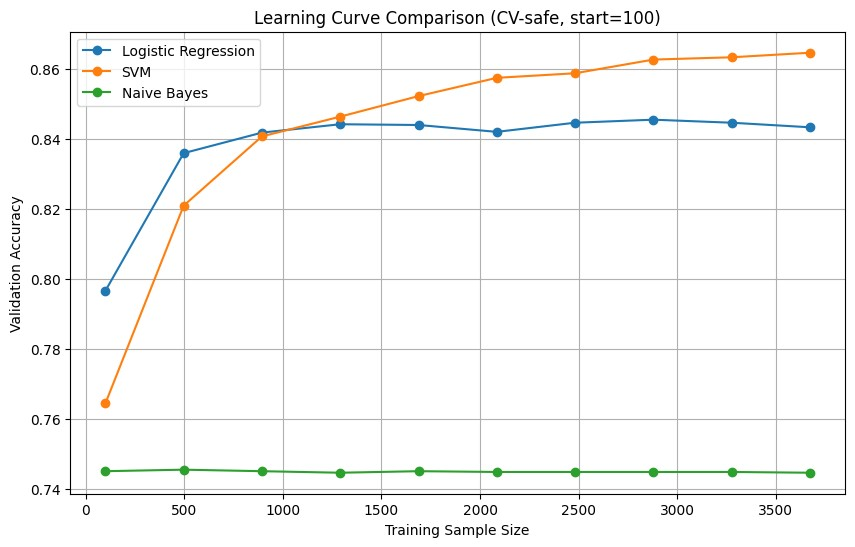 Learning Curve Comparison (CV-safe, start=100)
Logistic Regression
SVM
Naive Bayes
0.86
0.84
0.82
0.80
0.78
0.76
0.74
Validation Accuracy
0 500 1000 1500 2000 2500 3000 3500
Training Sample Size